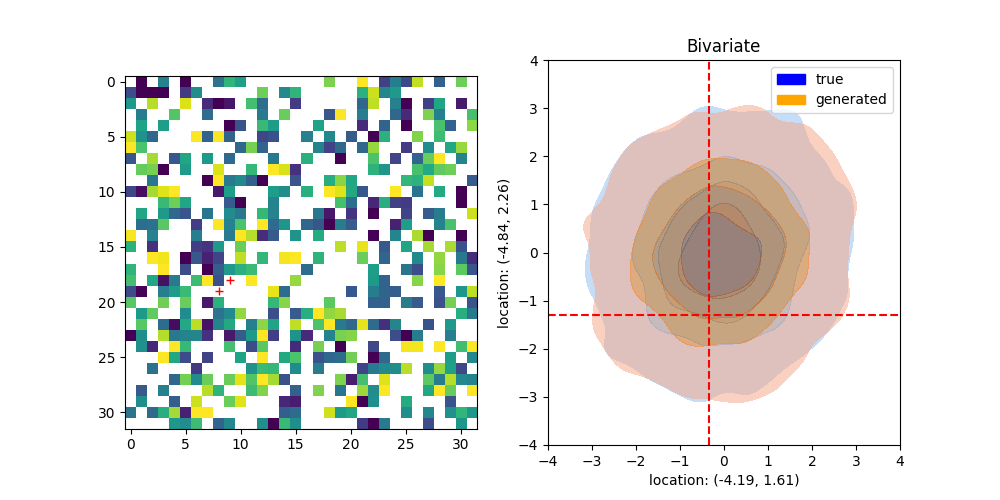 0
5
10
15
20
25
30
0 5 10 15 20 25 30
Bivariate
true
generated
4
3
2
1
0
−1
−2
−3
−4
−4 −3 −2 −1 0 1 2 3 4
location: (-4.84, 2.26)
location: (-4.19, 1.61)